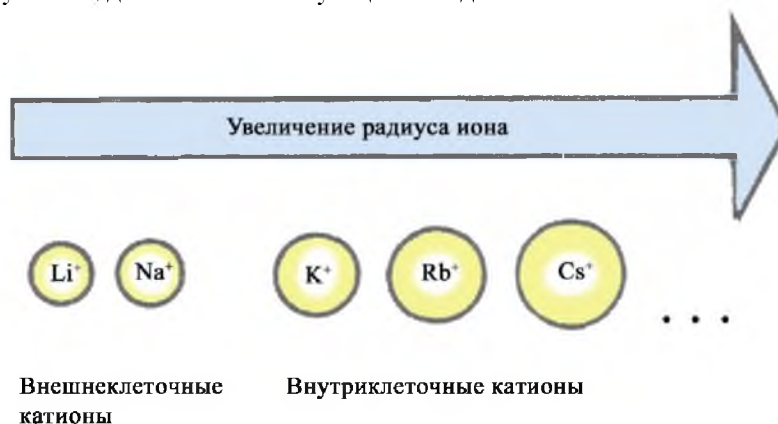 Увеличение радиуса иона
Li⁺ Na⁺ K⁺ Rb⁺ Cs⁺ . . .
Внешнеклеточные Внутриклеточные катионы
катионы